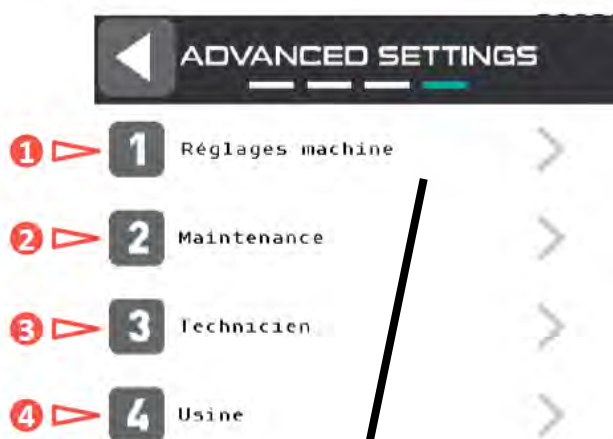 ADVANCED SETTINGS
1 1 Réglages machine
2 2 Maintenance
3 3 Technicien
4 4 Usine